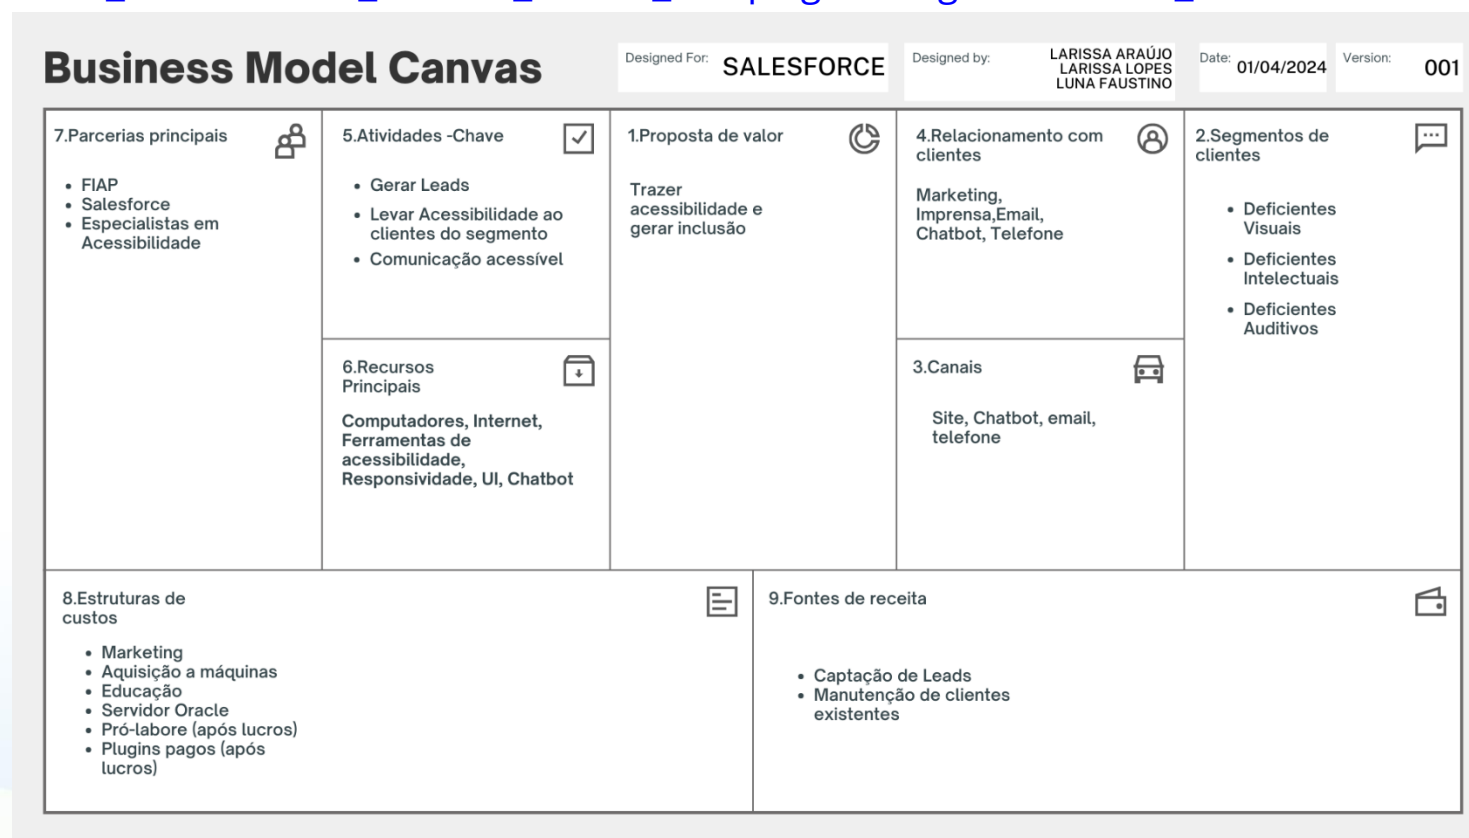 Business Model Canvas
Designed For: SALESFORCE
Designed by: LARISSA ARAÚJO
LARISSA LOPES
LUNA FAUSTINO
Date: 01/04/2024
Version: 001
7.Parcerias principais
• FIAP
• Salesforce
• Especialistas em
Acessibilidade
5.Atividades -Chave
• Gerar Leads
• Levar Acessibilidade ao
clientes do segmento
• Comunicação acessível
6.Recursos
Principais
Computadores, Internet,
Ferramentas de
acessibilidade,
Responsividade, UI, Chatbot
1.Proposta de valor
Trazer
acessibilidade e
gerar inclusão
4.Relacionamento com
clientes
Marketing,
Imprensa,Email,
Chatbot, Telefone
3.Canais
Site, Chatbot, email,
telefone
2.Segmentos de
clientes
• Deficientes
Visuais
• Deficientes
Intelectuais
• Deficientes
Auditivos
8.Estruturas de
custos
• Marketing
• Aquisição a máquinas
• Educação
• Servidor Oracle
• Pró-labore (após lucros)
• Plugins pagos (após
lucros)
9.Fontes de receita
• Captação de Leads
• Manutenção de clientes
existentes